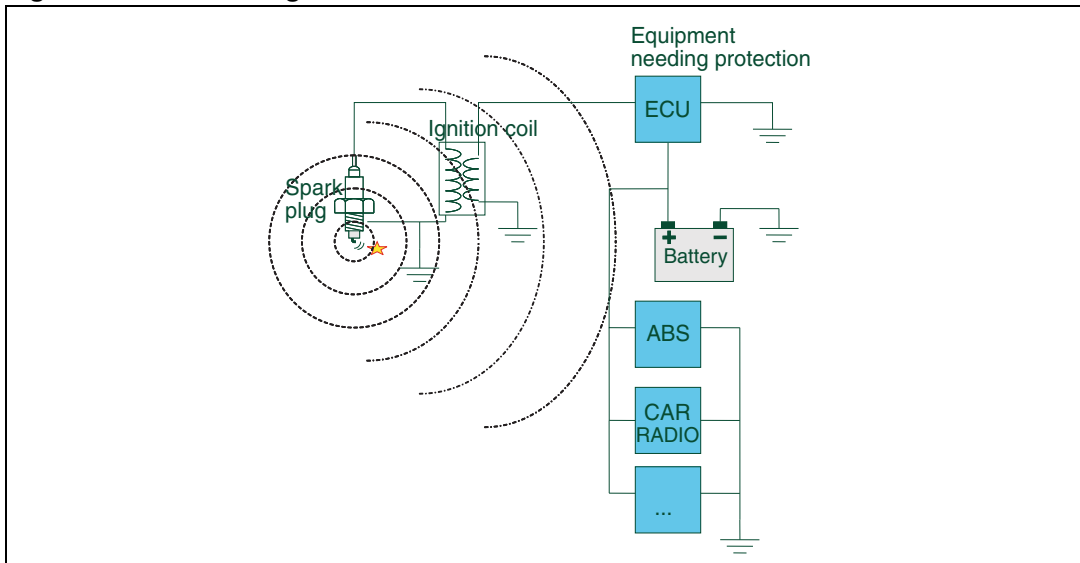 Equipment
needing protection
ECU
Ignition coil
Spark
plug
+ −
Battery
ABS
CAR
RADIO
...